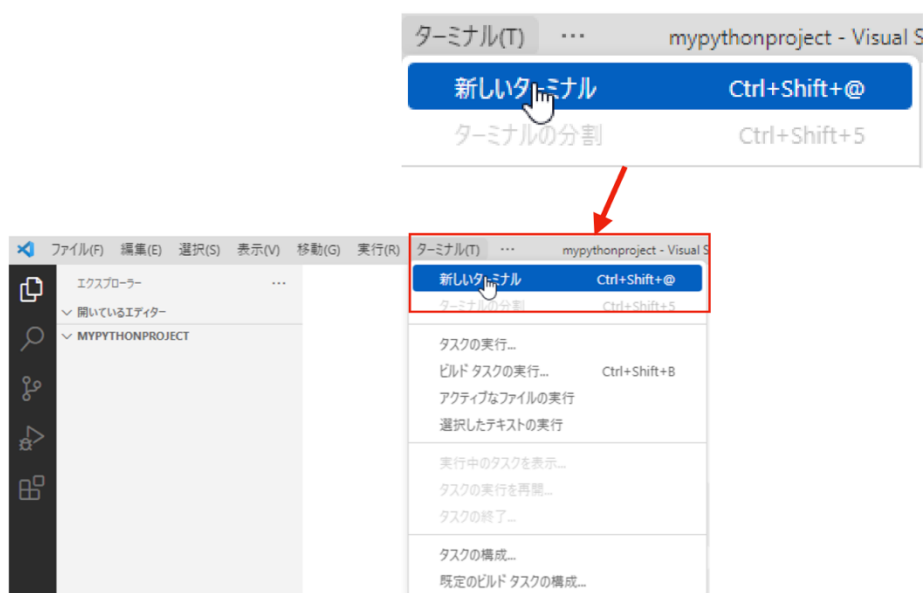 ターミナル(T) ··· mypythonproject - Visual S
新しいターミナル Ctrl+Shift+@
ターミナルの分割 Ctrl+Shift+5
ファイル(F) 編集(E) 選択(S) 表示(V) 移動(G) 実行(R) ターミナル(T) ··· mypythonproject - Visual S
エクスプローラー ···
開いているエディター
MYPYTHONPROJECT
新しいターミナル Ctrl+Shift+@
ターミナルの分割 Ctrl+Shift+5
タスクの実行...
ビルド タスクの実行... Ctrl+Shift+B
アクティブなファイルの実行
選択したテキストの実行
実行中のタスクを表示...
タスクの実行を再開...
タスクの終了...
タスクの構成...
既定のビルド タスクの構成...